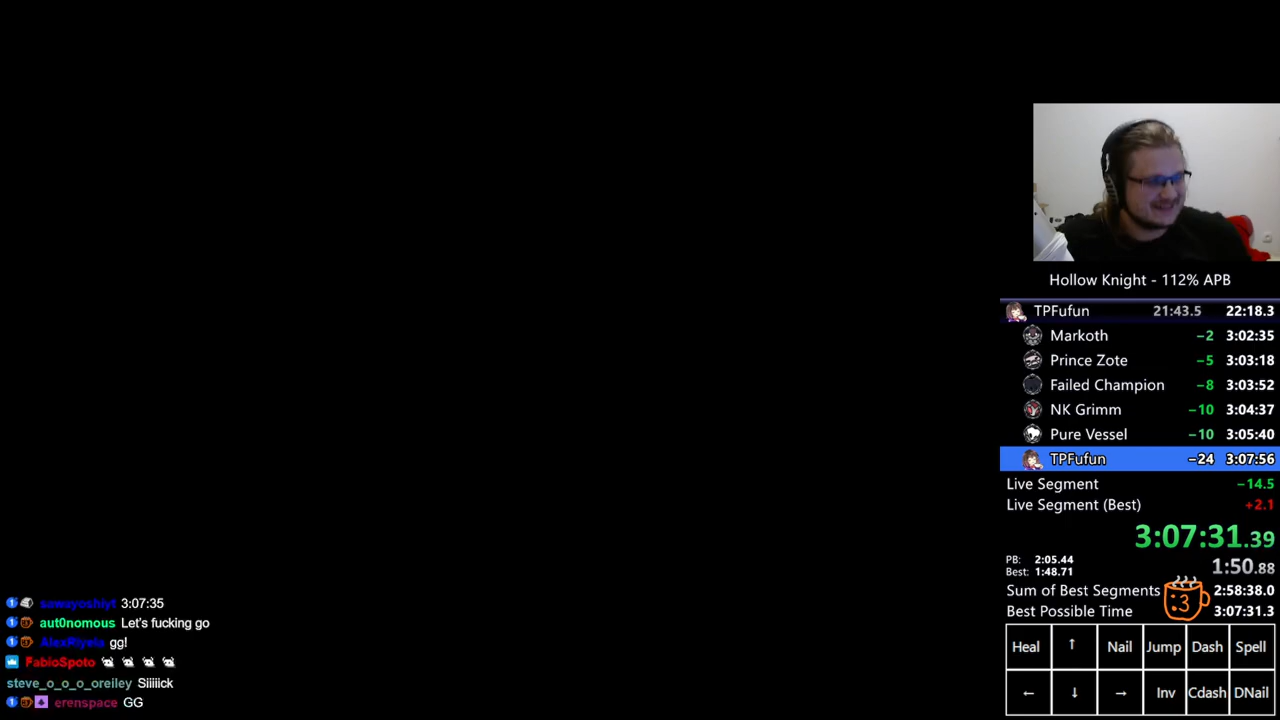 Hollow Knight - 112% APB
TPFufun 21:43.5 22:18.3
Markoth -2 3:02:35
Prince Zote -5 3:03:18
Failed Champion -8 3:03:52
NK Grimm -10 3:04:37
Pure Vessel -10 3:05:40
TPFufun -24 3:07:56
Live Segment -14.5
Live Segment (Best) +2.1
3:07:31.39
PB: 2:05.44
Best: 1:48.71
1:50.88
Sum of Best Segments 2:58:38.0
Best Possible Time 3:07:31.3
:3
Heal ↑ Nail Jump Dash Spell
← ↓ → Inv Cdash DNail
sawayoshiyt 3:07:35
aut0nomous Let's fucking go
AlexRiyeia gg!
FabioSpoto
steve_o_o_o_oreiley Siiiiick
erenspace GG